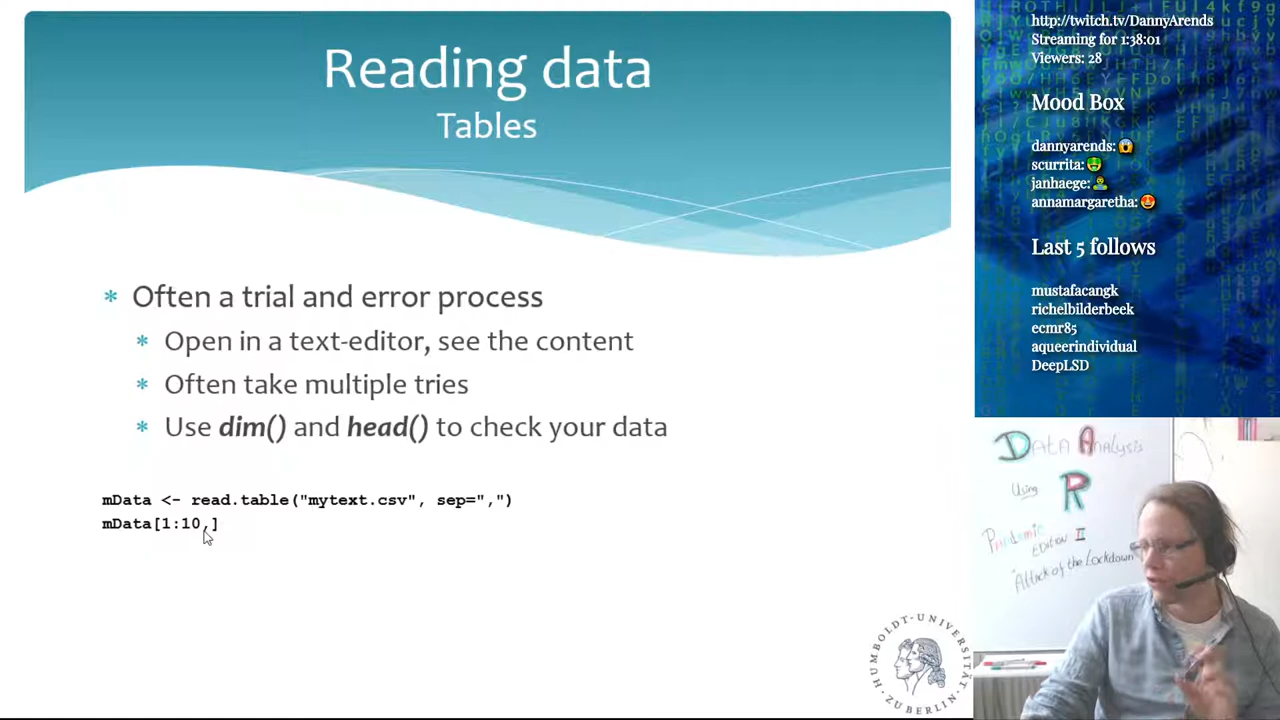 Reading data
Tables
* Often a trial and error process
* Open in a text-editor, see the content
* Often take multiple tries
* Use dim() and head() to check your data
mData <- read.table("mytext.csv", sep=",")
mData[1:10,]
HUMBOLDT-UNIVERSITÄT
ZU BERLIN
http://twitch.tv/DannyArends
Streaming for 1:38:01
Viewers: 28
Mood Box
dannyarends: 😱
scurrita: 🤑
janhaege:
annamargaretha: 😍
Last 5 follows
mustafacangk
richelbilderbeek
ecmr85
aqueerindividual
DeepLSD
Data Analysis
Using R
Pandemic
Edition II
"Attack of the Lockdown"